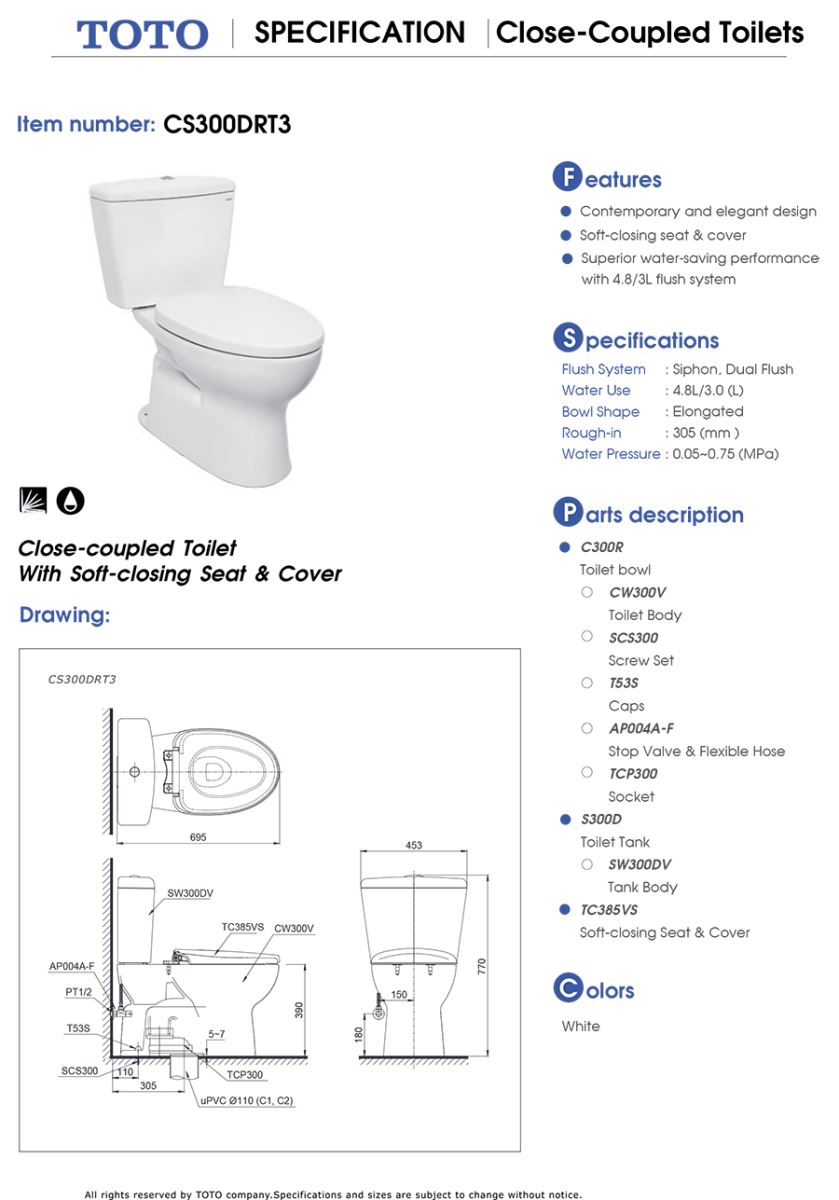 TOTO | SPECIFICATION | Close-Coupled Toilets
Item number: CS300DRT3
Features
Contemporary and elegant design
Soft-closing seat & cover
Superior water-saving performance
with 4.8/3L flush system
Specifications
Flush System : Siphon, Dual Flush
Water Use : 4.8L/3.0 (L)
Bowl Shape : Elongated
Rough-in : 305 (mm )
Water Pressure : 0.05~0.75 (MPa)
Close-coupled Toilet
With Soft-closing Seat & Cover
Drawing:
CS300DRT3
695
453
SW300DV
TC385VS
CW300V
AP004A-F
PT1/2
T53S
SCS300
110
305
5~7
390
TCP300
uPVC Ø110 (C1, C2)
150
180
770
Parts description
C300R
Toilet bowl
CW300V
Toilet Body
SCS300
Screw Set
T53S
Caps
AP004A-F
Stop Valve & Flexible Hose
TCP300
Socket
S300D
Toilet Tank
SW300DV
Tank Body
TC385VS
Soft-closing Seat & Cover
Colors
White
All rights reserved by TOTO company.Specifications and sizes are subject to change without notice.